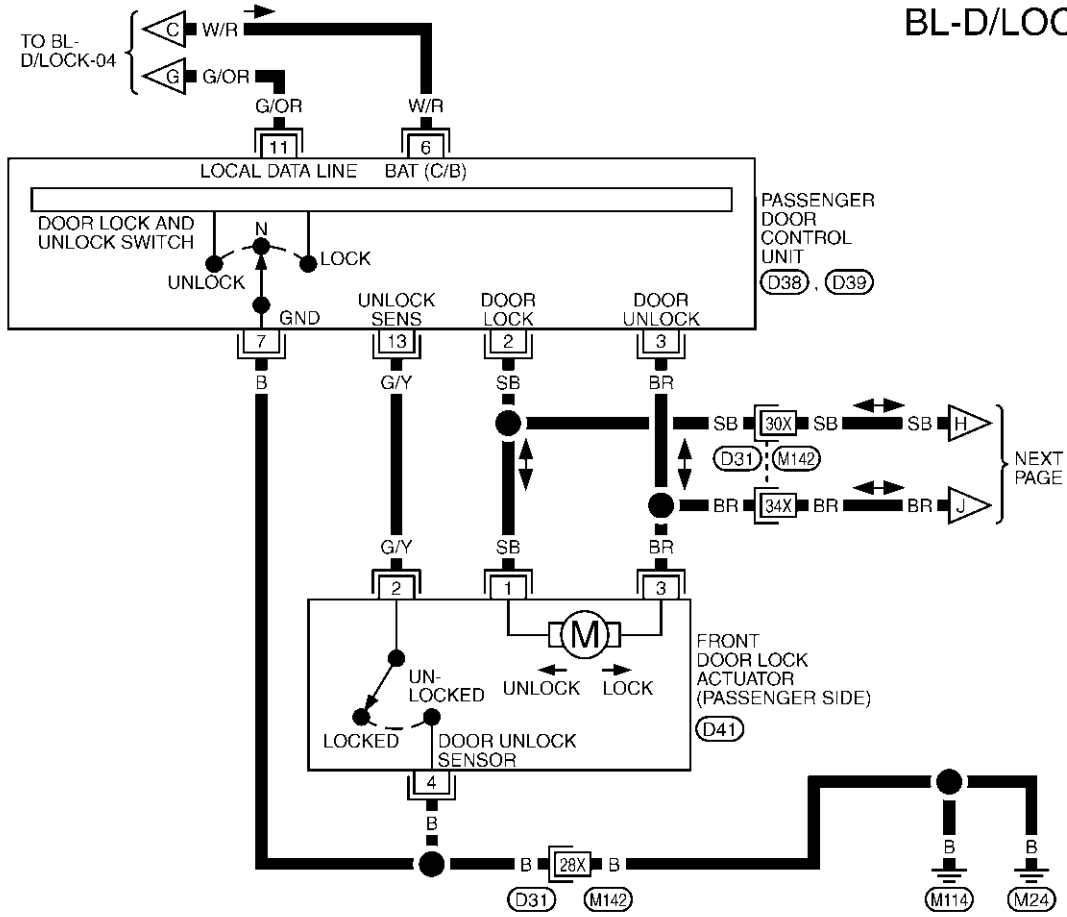 BL-D/LOC
TO BL-
D/LOCK-04
C W/R
G G/OR
G/OR W/R
11 6
LOCAL DATA LINE BAT (C/B)
DOOR LOCK AND
UNLOCK SWITCH
N
UNLOCK
LOCK
PASSENGER
DOOR
CONTROL
UNIT
D38 , D39
GND
UNLOCK
SENS
DOOR
LOCK
DOOR
UNLOCK
7 13 2 3
B G/Y SB BR
SB 30X SB SB H
D31 M142
NEXT
PAGE
BR 34X BR BR J
G/Y SB BR
2 1 3
M
UNLOCK LOCK
UN-
LOCKED
LOCKED
DOOR UNLOCK
SENSOR
FRONT
DOOR LOCK
ACTUATOR
(PASSENGER SIDE)
D41
4
B
B 28X B
D31 M142
B B
M114 M24